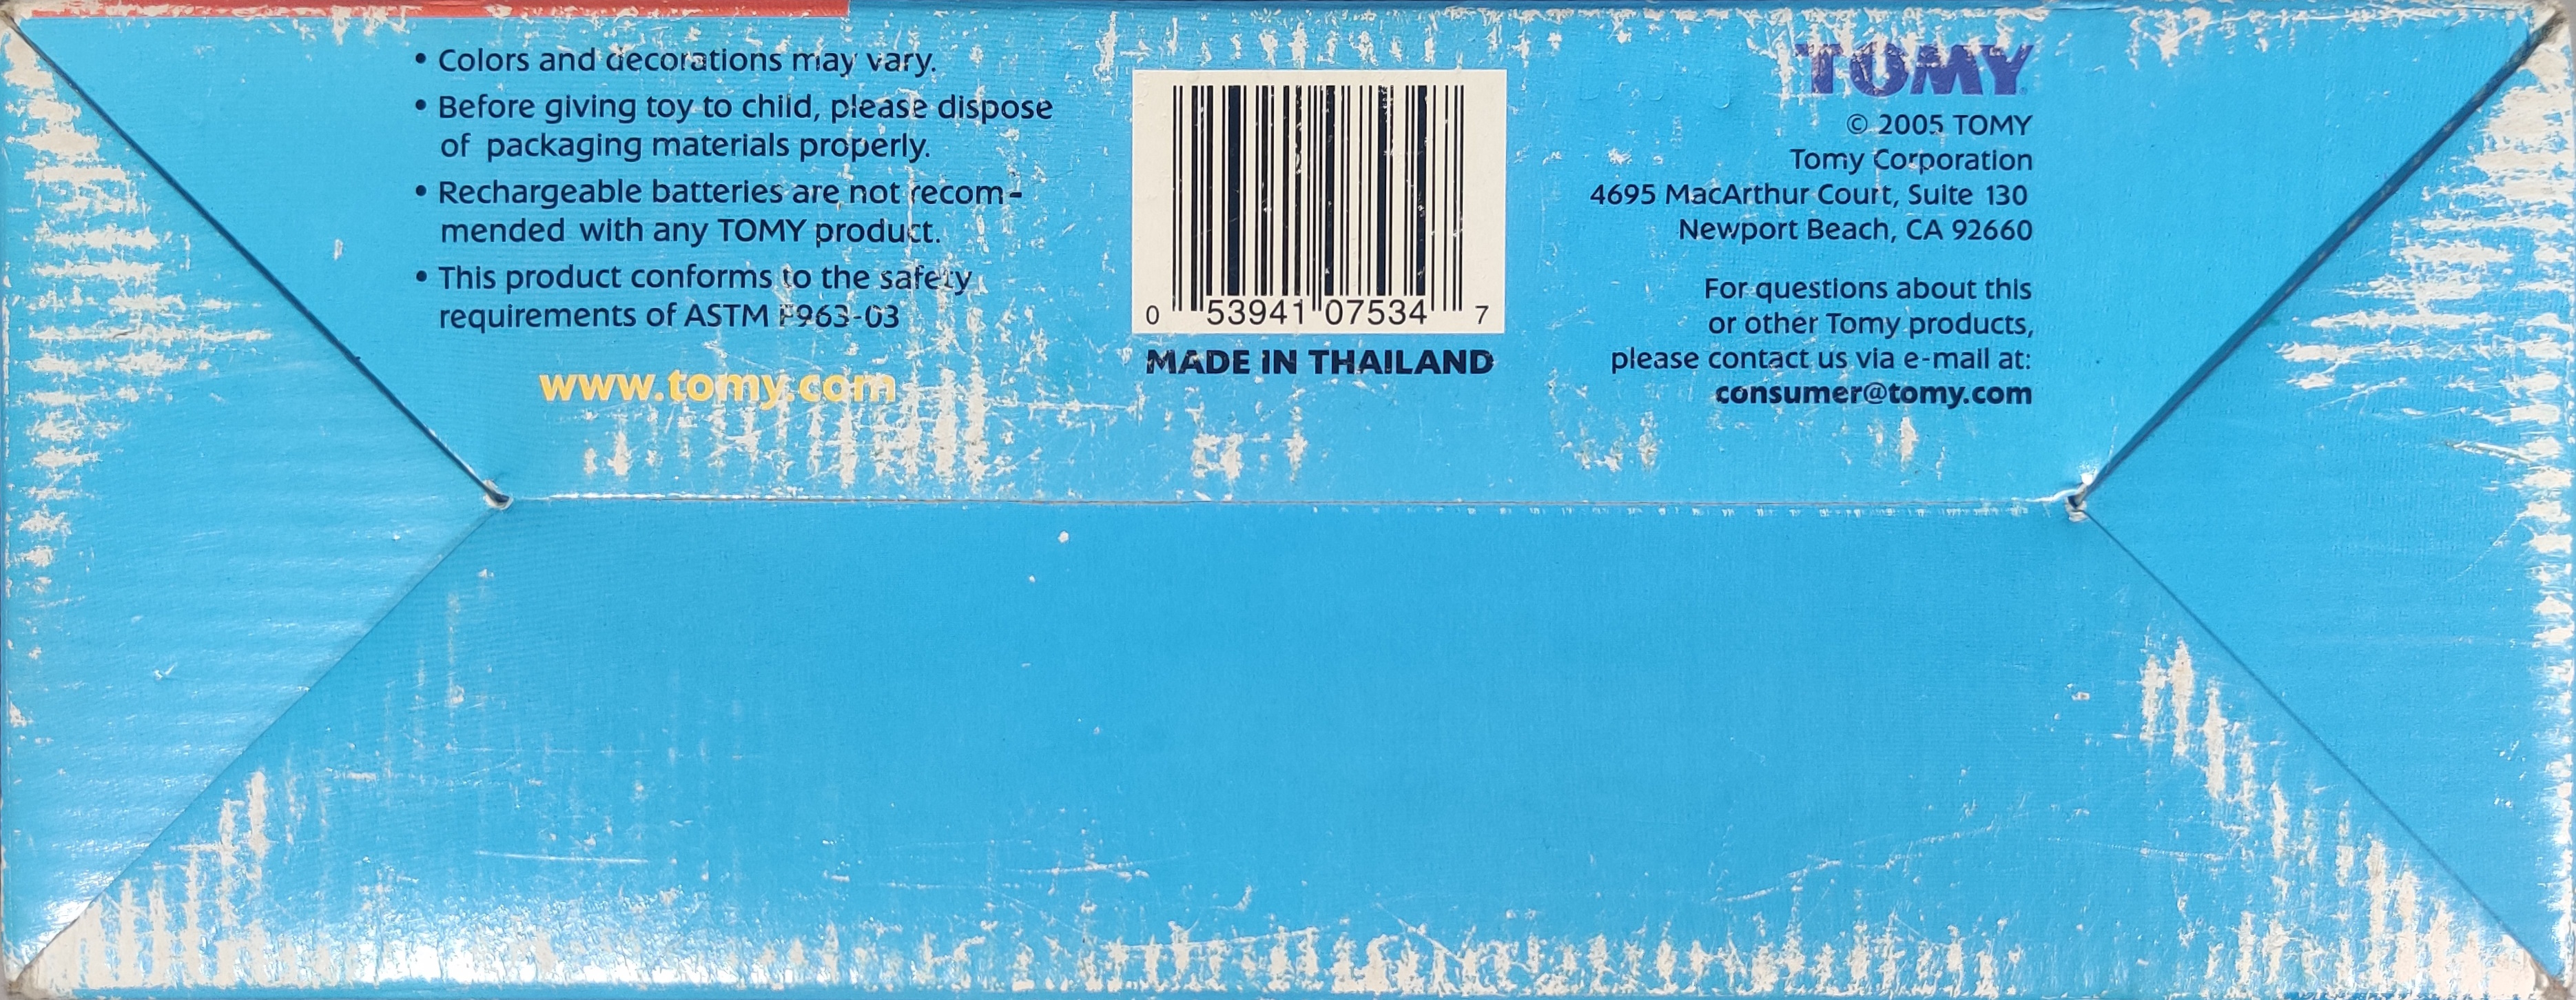 • Colors and decorations may vary.
• Before giving toy to child, please dispose
of packaging materials properly.
• Rechargeable batteries are not recom-
mended with any TOMY product.
• This product conforms to the safety
requirements of ASTM F963-03
www.tomy.com
0 53941 07534 7
MADE IN THAILAND
TOMY
© 2005 TOMY
Tomy Corporation
4695 MacArthur Court, Suite 130
Newport Beach, CA 92660
For questions about this
or other Tomy products,
please contact us via e-mail at:
consumer@tomy.com